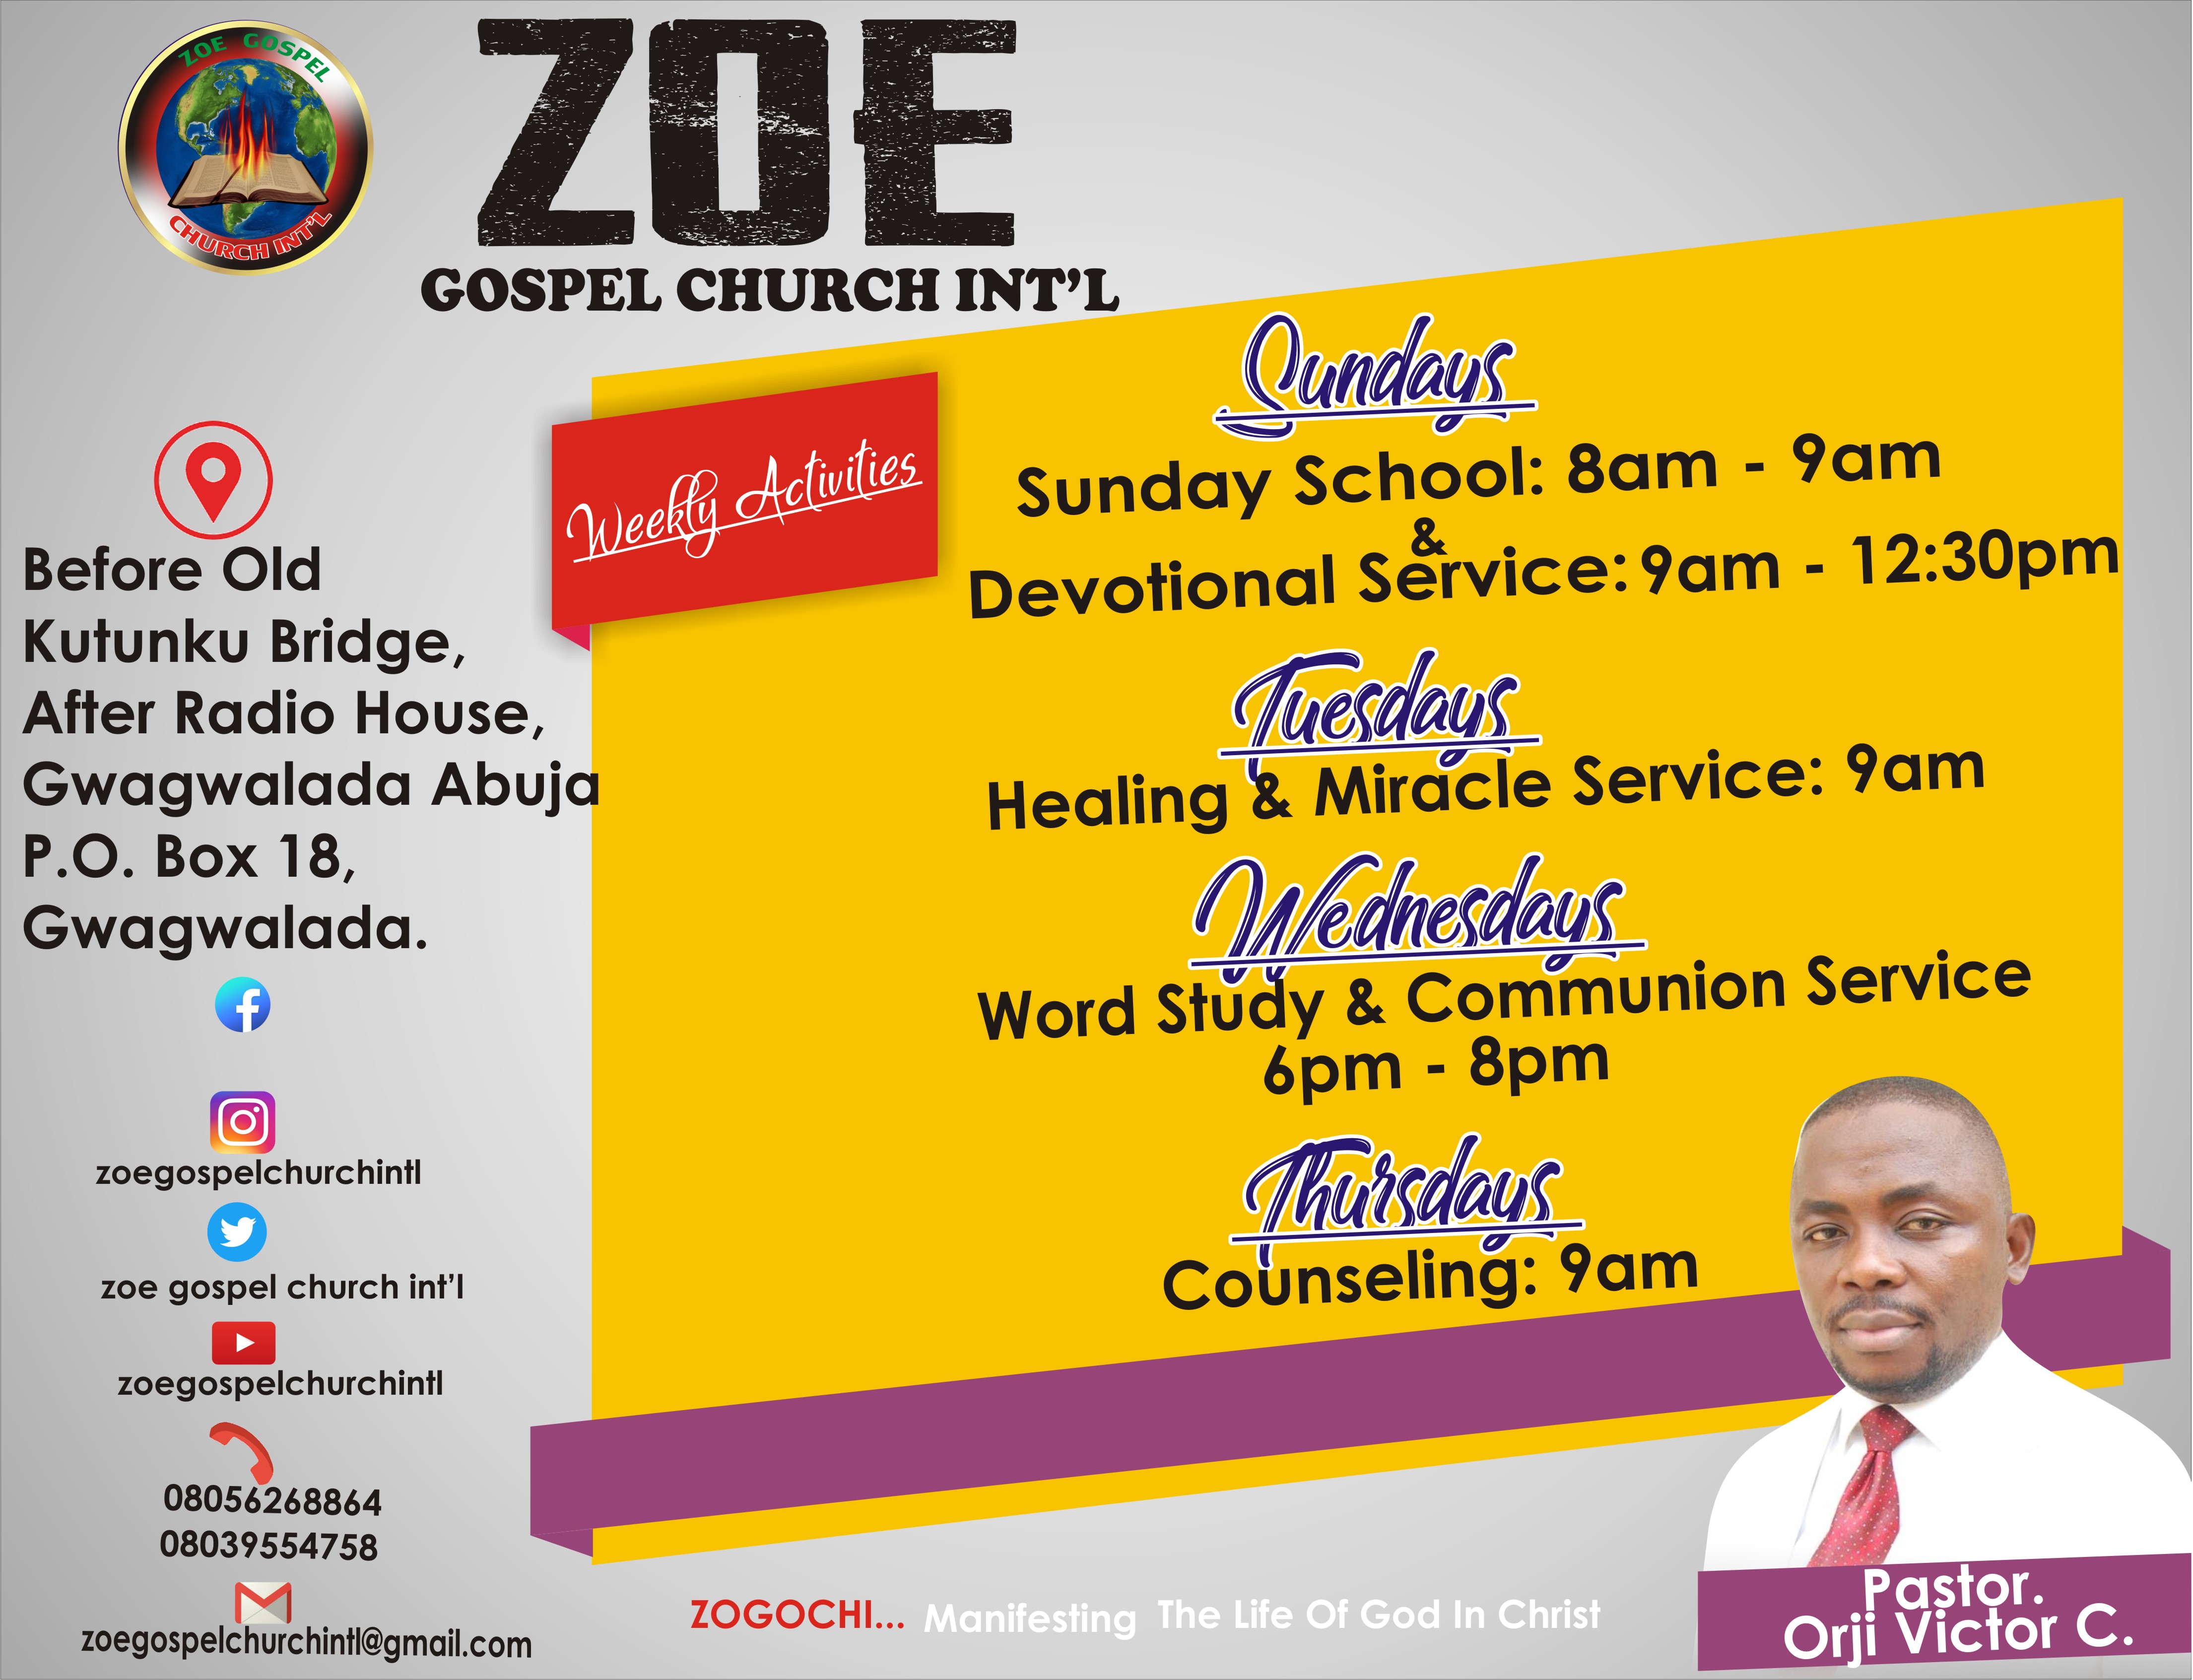 ZOE GOSPEL
CHURCH INT'L
ZOE
GOSPEL CHURCH INT'L
Before Old
Kutunku Bridge,
After Radio House,
Gwagwalada Abuja
P.O. Box 18,
Gwagwalada.
zoegospelchurchintl
zoe gospel church int'l
zoegospelchurchintl
08056268864
08039554758
zoegospelchurchintl@gmail.com
Weekly Activities
Sundays
Sunday School: 8am - 9am
&
Devotional Service: 9am - 12:30pm
Tuesdays
Healing & Miracle Service: 9am
Wednesdays
Word Study & Communion Service
6pm - 8pm
Thursdays
Counseling: 9am
ZOGOCHI... Manifesting The Life Of God In Christ
Pastor.
Orji Victor C.